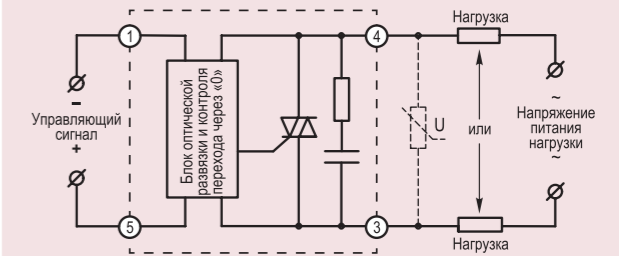 Нагрузка
1
4
–
Управляющий
сигнал
+
Блок оптической
развязки и контроля
перехода через «0»
U
или
~
Напряжение
питания
нагрузки
~
5
3
Нагрузка